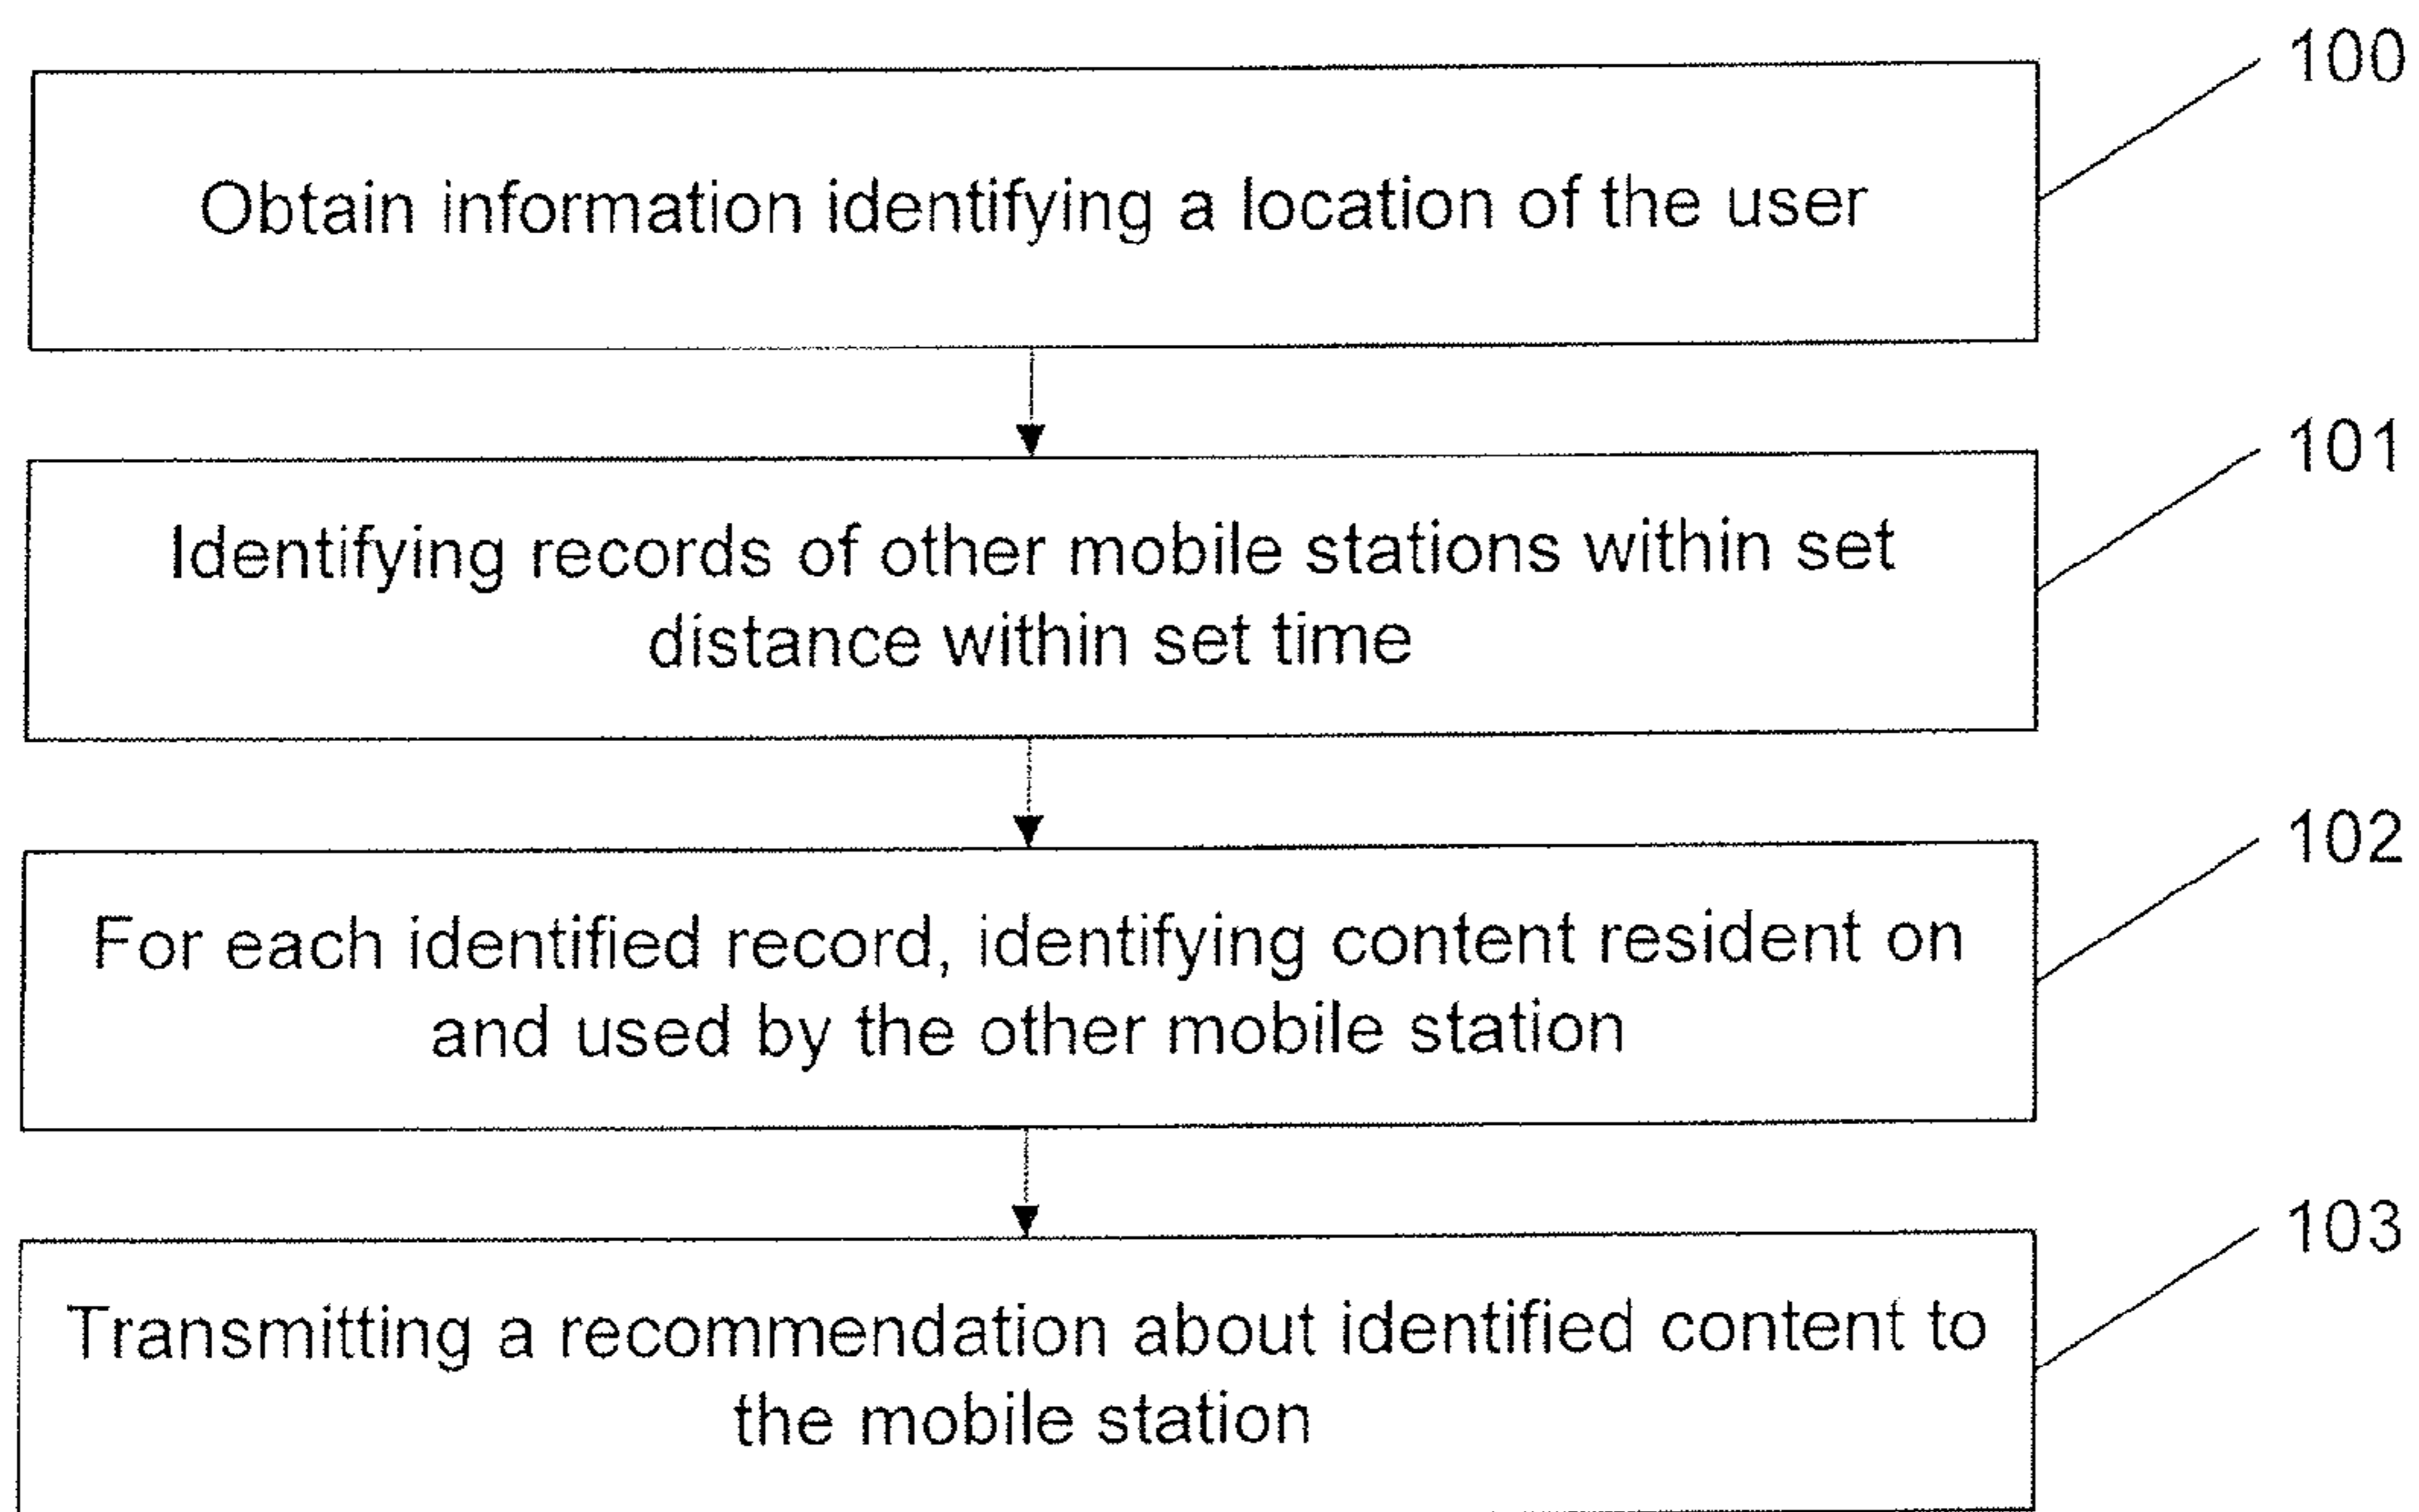 100
Obtain information identifying a location of the user
101
Identifying records of other mobile stations within set
distance within set time
102
For each identified record, identifying content resident on
and used by the other mobile station
103
Transmitting a recommendation about identified content to
the mobile station